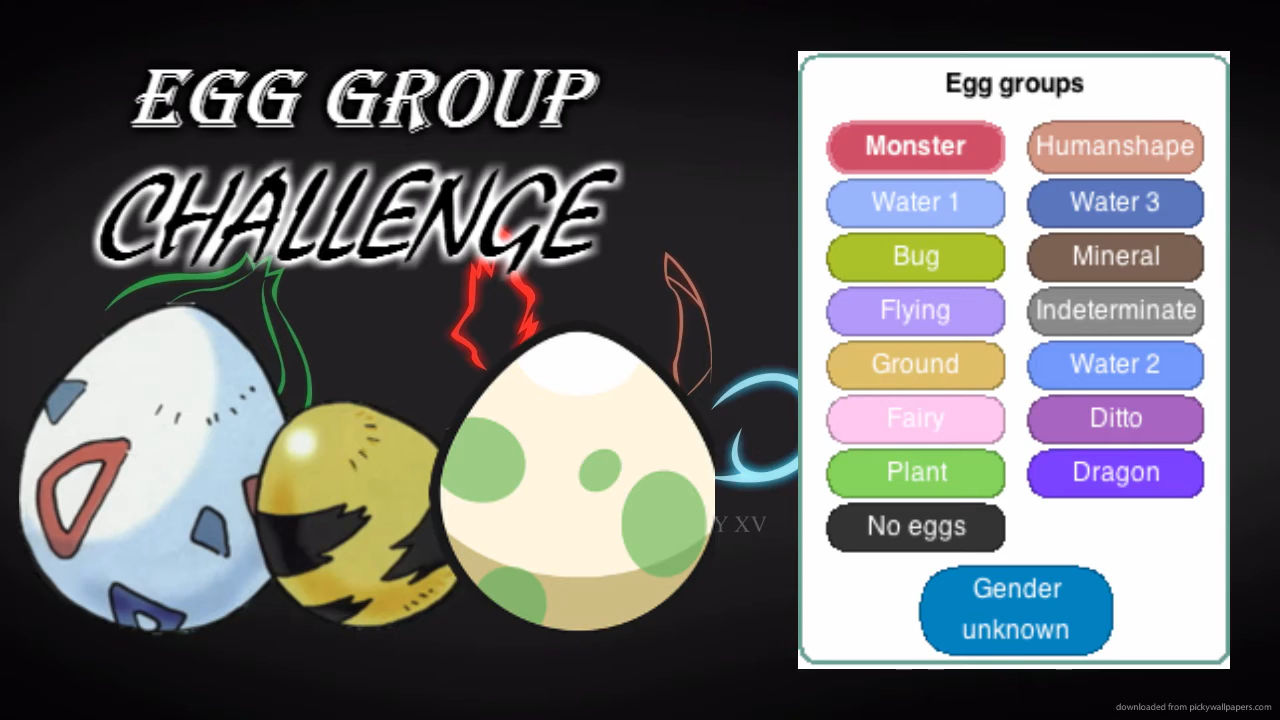 EGG GROUP
CHALLENGE
Y XV
Egg groups
Monster
Humanshape
Water 1
Water 3
Bug
Mineral
Flying
Indeterminate
Ground
Water 2
Fairy
Ditto
Plant
Dragon
No eggs
Gender
unknown
downloaded from pickywallpapers.com